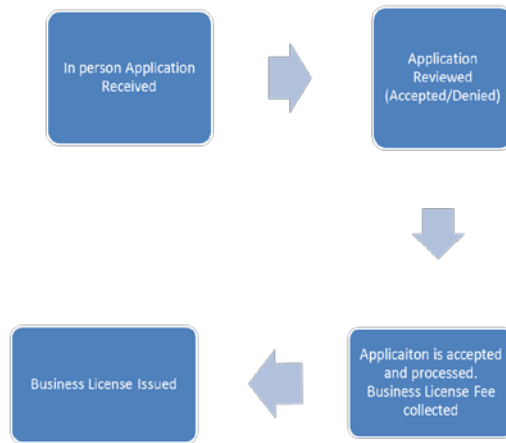 In person Application
Received
Application
Reviewed
(Accepted/Denied)
Applicaiton is accepted
and processed.
Business License Fee
collected
Business License Issued